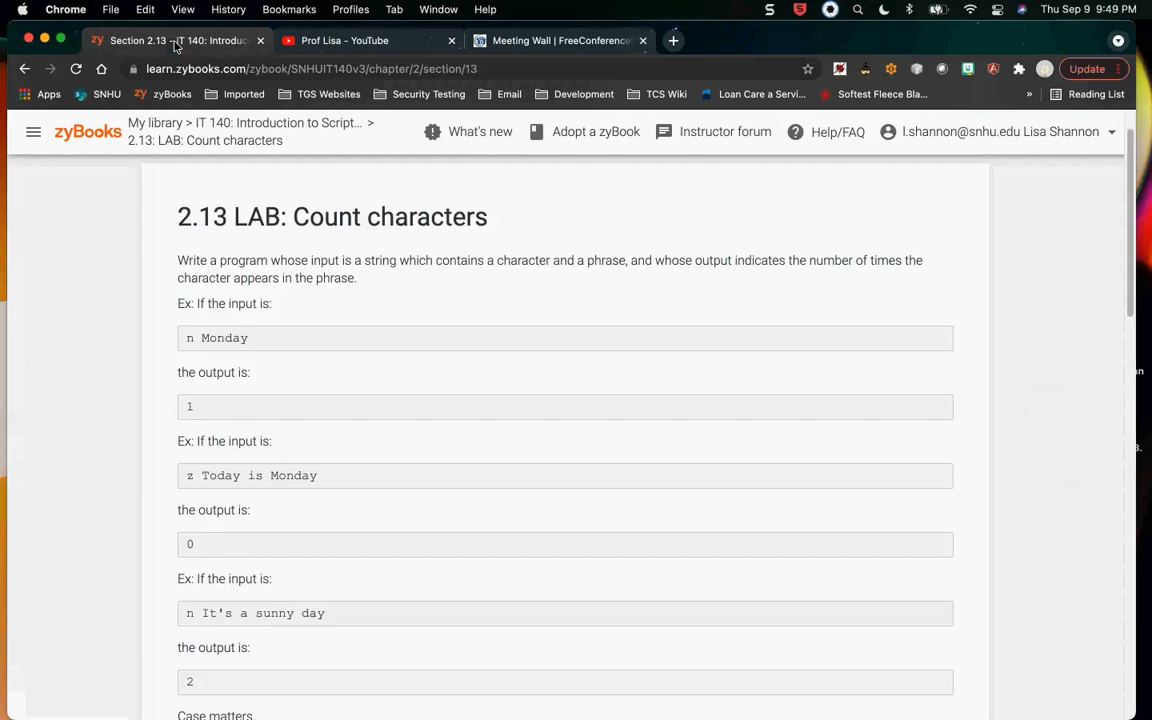 Chrome File Edit View History Bookmarks Profiles Tab Window Help Thu Sep 9 9:49 PM
Section 2.13 - IT 140: Introduc Prof Lisa - YouTube Meeting Wall | FreeConference
learn.zybooks.com/zybook/SNHUIT140v3/chapter/2/section/13 Update
Apps SNHU zyBooks Imported TGS Websites Security Testing Email Development TCS Wiki Loan Care a Servi... Softest Fleece Bla... » Reading List
zyBooks My library > IT 140: Introduction to Script... > What's new Adopt a zyBook Instructor forum Help/FAQ l.shannon@snhu.edu Lisa Shannon
2.13: LAB: Count characters
2.13 LAB: Count characters
Write a program whose input is a string which contains a character and a phrase, and whose output indicates the number of times the
character appears in the phrase.
Ex: If the input is:
n Monday
the output is:
1
Ex: If the input is:
z Today is Monday
the output is:
0
Ex: If the input is:
n It's a sunny day
the output is:
2
Case matters.